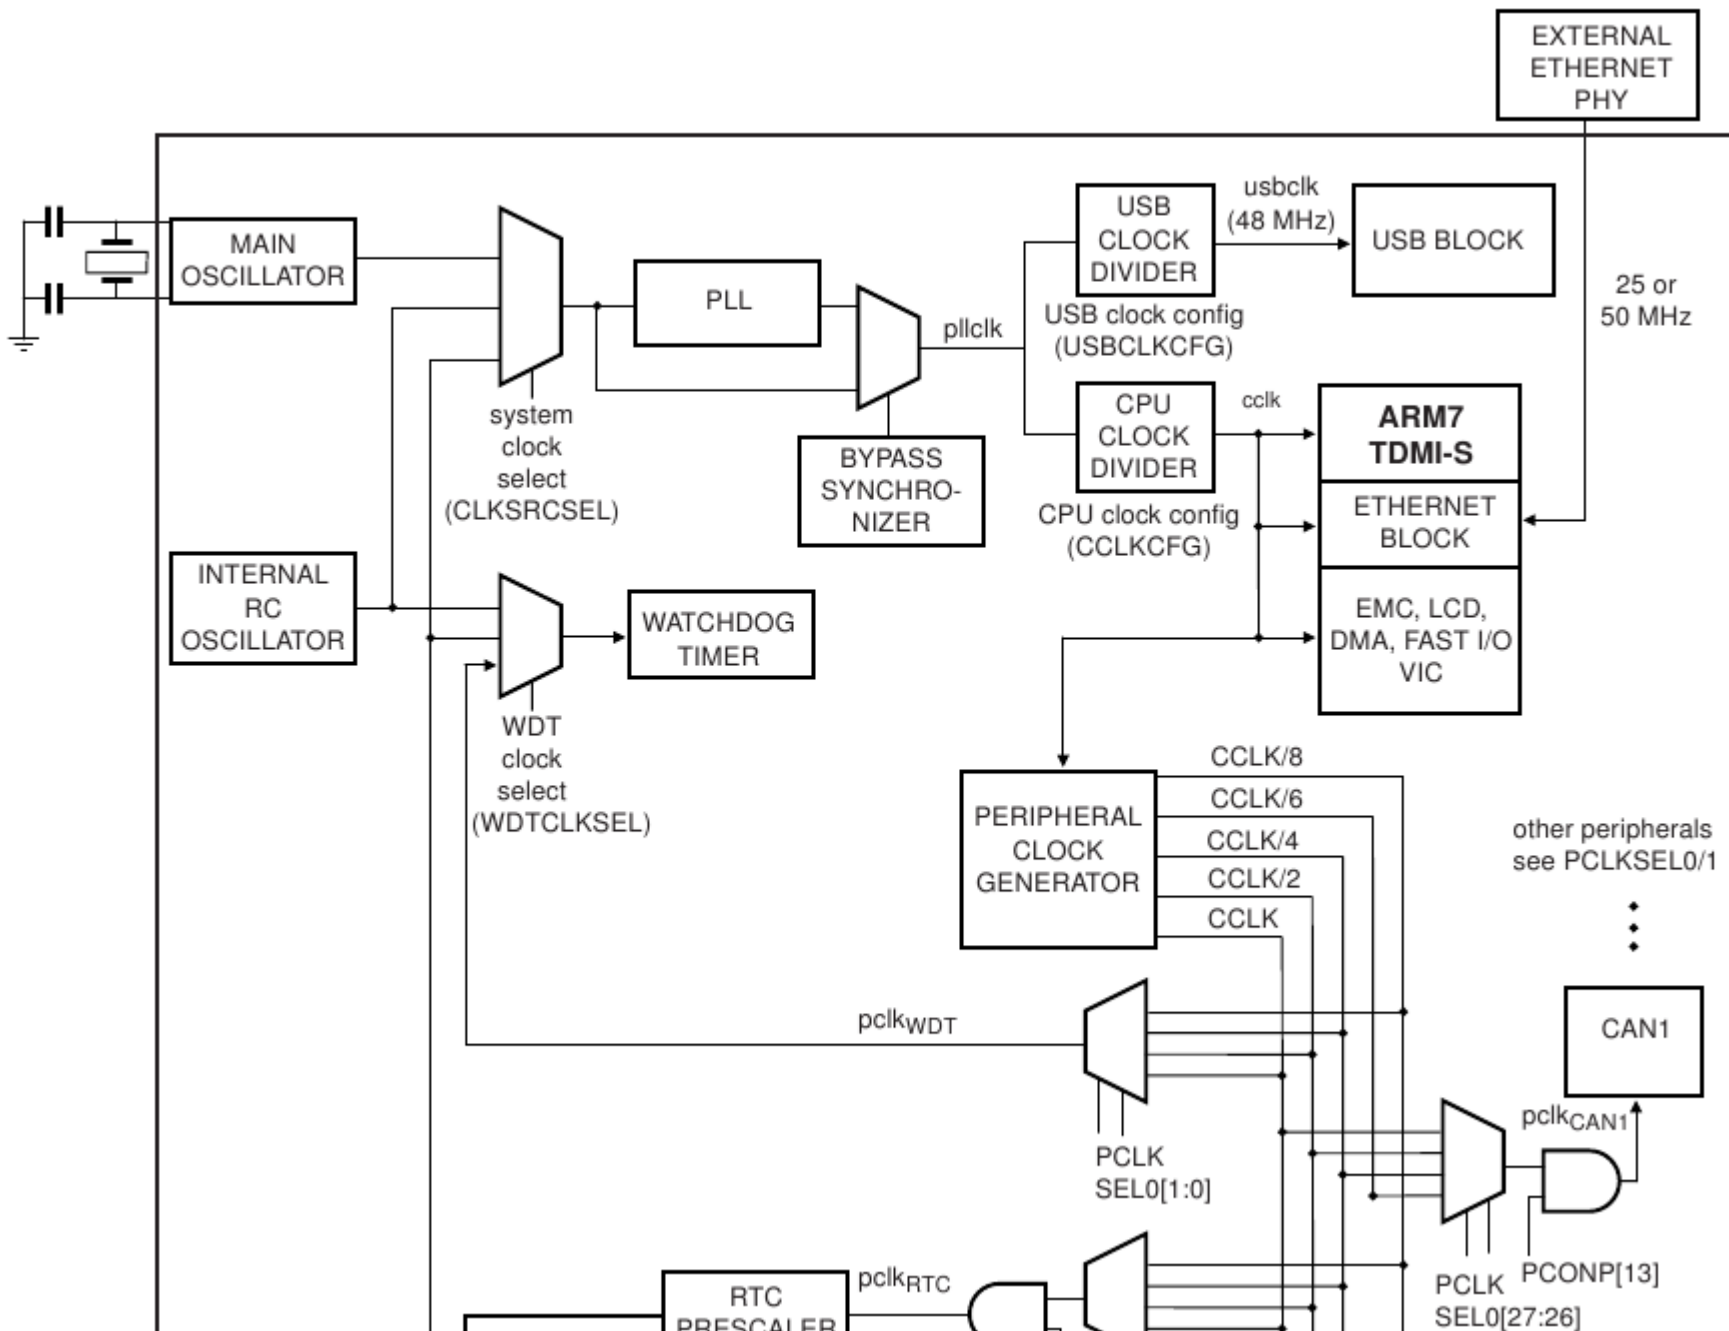 EXTERNAL
ETHERNET
PHY
MAIN
OSCILLATOR
PLL
pllclk
USB
CLOCK
DIVIDER
usbclk
(48 MHz)
USB BLOCK
25 or
50 MHz
USB clock config
(USBCLKCFG)
system
clock
select
(CLKSRCSEL)
BYPASS
SYNCHRO-
NIZER
CPU
CLOCK
DIVIDER
cclk
CPU clock config
(CCLKCFG)
ARM7
TDMI-S
ETHERNET
BLOCK
EMC, LCD,
DMA, FAST I/O
VIC
INTERNAL
RC
OSCILLATOR
WATCHDOG
TIMER
WDT
clock
select
(WDTCLKSEL)
PERIPHERAL
CLOCK
GENERATOR
CCLK/8
CCLK/6
CCLK/4
CCLK/2
CCLK
other peripherals
see PCLKSEL0/1
pclkWDT
PCLK
SEL0[1:0]
CAN1
pclkCAN1
PCONP[13]
PCLK
SEL0[27:26]
RTC
PRESCALER
pclkRTC